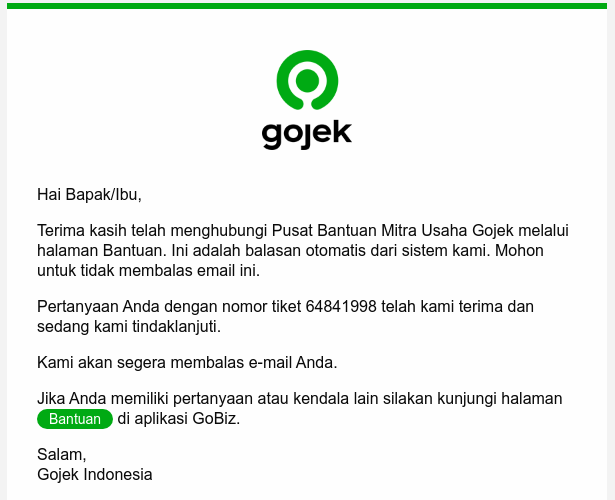 gojek
Hai Bapak/Ibu,
Terima kasih telah menghubungi Pusat Bantuan Mitra Usaha Gojek melalui
halaman Bantuan. Ini adalah balasan otomatis dari sistem kami. Mohon
untuk tidak membalas email ini.
Pertanyaan Anda dengan nomor tiket 64841998 telah kami terima dan
sedang kami tindaklanjuti.
Kami akan segera membalas e-mail Anda.
Jika Anda memiliki pertanyaan atau kendala lain silakan kunjungi halaman
Bantuan di aplikasi GoBiz.
Salam,
Gojek Indonesia